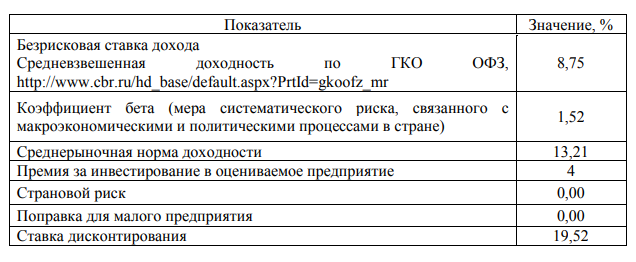 Показатель Значение, %
Безрисковая ставка дохода
Средневзвешенная доходность по ГКО ОФЗ,
http://www.cbr.ru/hd_base/default.aspx?PrtId=gkoofz_mr
8,75
Коэффициент бета (мера систематического риска, связанного с
макроэкономическими и политическими процессами в стране)
1,52
Среднерыночная норма доходности 13,21
Премия за инвестирование в оцениваемое предприятие 4
Страновой риск 0,00
Поправка для малого предприятия 0,00
Ставка дисконтирования 19,52